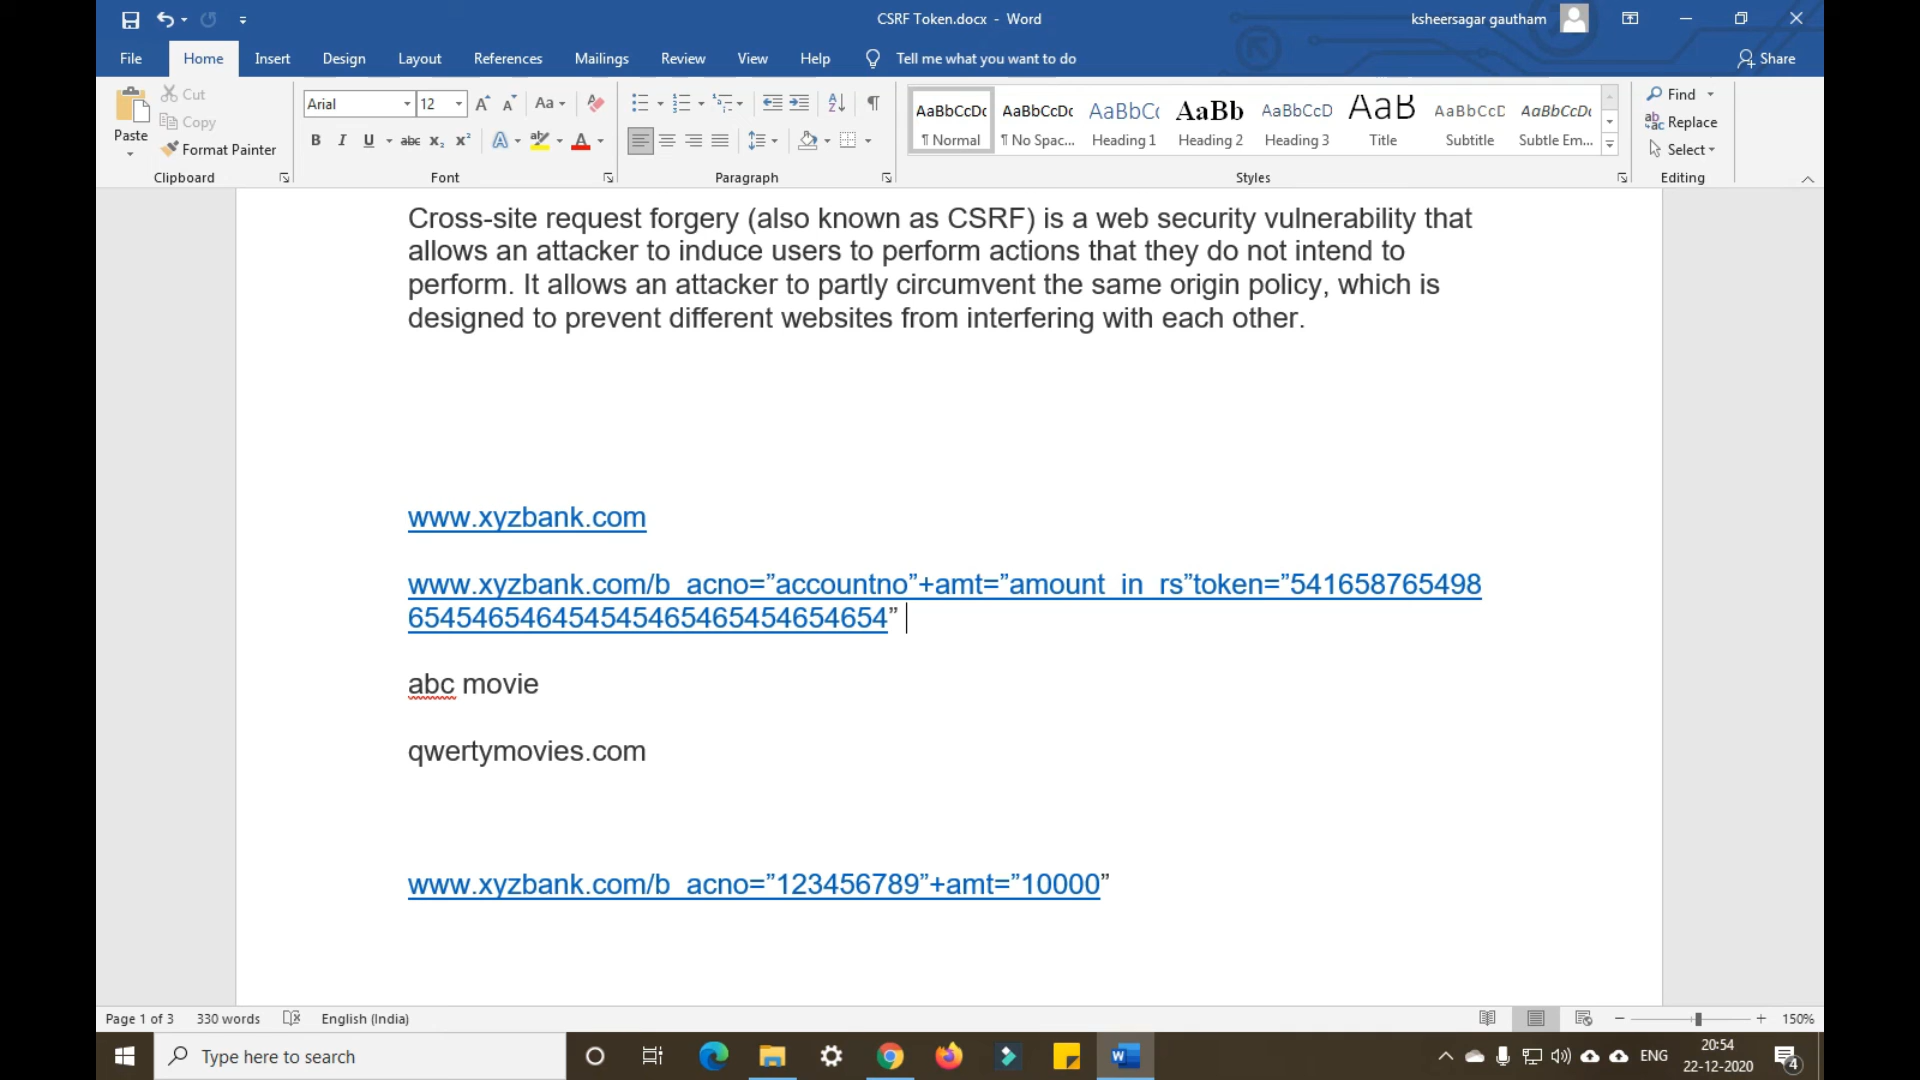 CSRF Token.docx - Word
ksheersagar gautham
File Home Insert Design Layout References Mailings Review View Help Tell me what you want to do Share
Paste
Cut
Copy
Format Painter
Clipboard
Arial 12
Font
Paragraph
AaBbCcDc AaBbCcDc AaBbCc AaBb AaBbCcD AaB AaBbCcD AaBbCcDc
¶ Normal ¶ No Spac... Heading 1 Heading 2 Heading 3 Title Subtitle Subtle Em...
Styles
Find
Replace
Select
Editing
Cross-site request forgery (also known as CSRF) is a web security vulnerability that
allows an attacker to induce users to perform actions that they do not intend to
perform. It allows an attacker to partly circumvent the same origin policy, which is
designed to prevent different websites from interfering with each other.
www.xyzbank.com
www.xyzbank.com/b_acno=”accountno”+amt=”amount_in_rs”token=”541658765498
654546546454545465465454654654”
abc movie
qwertymovies.com
www.xyzbank.com/b_acno=”123456789”+amt=”10000”
Page 1 of 3 330 words English (India) 150%
Type here to search
ENG
20:54
22-12-2020
4